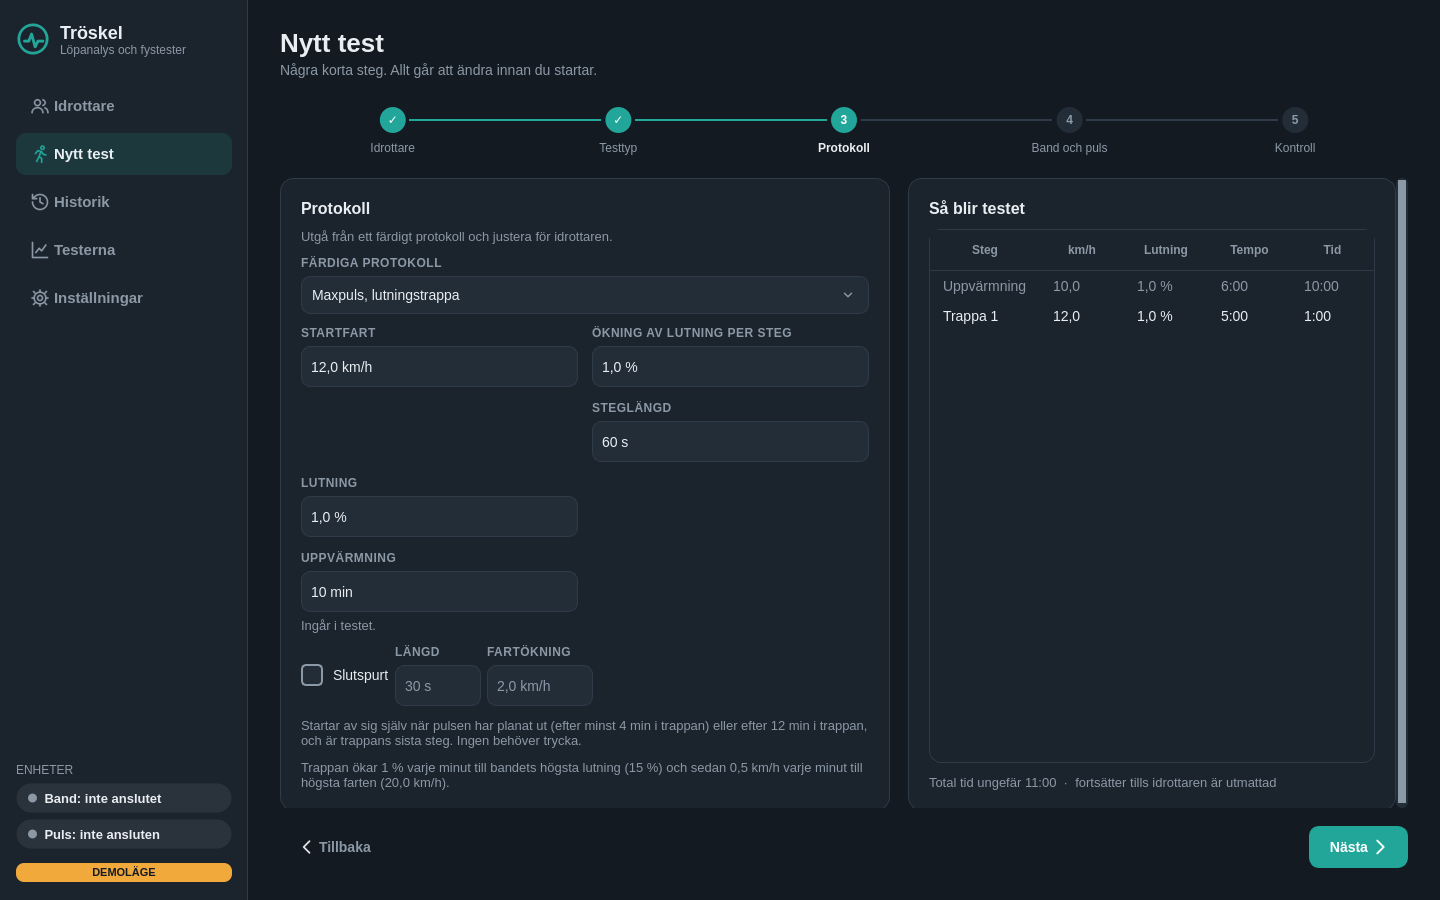 Tröskel
Löpanalys och fystester
Idrottare
Nytt test
Historik
Testerna
Inställningar
ENHETER
Band: inte anslutet
Puls: inte ansluten
DEMOLÄGE
Nytt test
Några korta steg. Allt går att ändra innan du startar.
✓ ✓ 3 4 5
Idrottare Testtyp Protokoll Band och puls Kontroll
Protokoll
Utgå från ett färdigt protokoll och justera för idrottaren.
FÄRDIGA PROTOKOLL
Maxpuls, lutningstrappa
STARTFART ÖKNING AV LUTNING PER STEG
12,0 km/h 1,0 %
STEGLÄNGD
60 s
LUTNING
1,0 %
UPPVÄRMNING
10 min
Ingår i testet.
LÄNGD FARTÖKNING
Slutspurt 30 s 2,0 km/h
Startar av sig själv när pulsen har planat ut (efter minst 4 min i trappan) eller efter 12 min i trappan,
och är trappans sista steg. Ingen behöver trycka.
Trappan ökar 1 % varje minut till bandets högsta lutning (15 %) och sedan 0,5 km/h varje minut till
högsta farten (20,0 km/h).
Så blir testet
Steg km/h Lutning Tempo Tid
Uppvärmning 10,0 1,0 % 6:00 10:00
Trappa 1 12,0 1,0 % 5:00 1:00
Total tid ungefär 11:00 · fortsätter tills idrottaren är utmattad
Tillbaka
Nästa